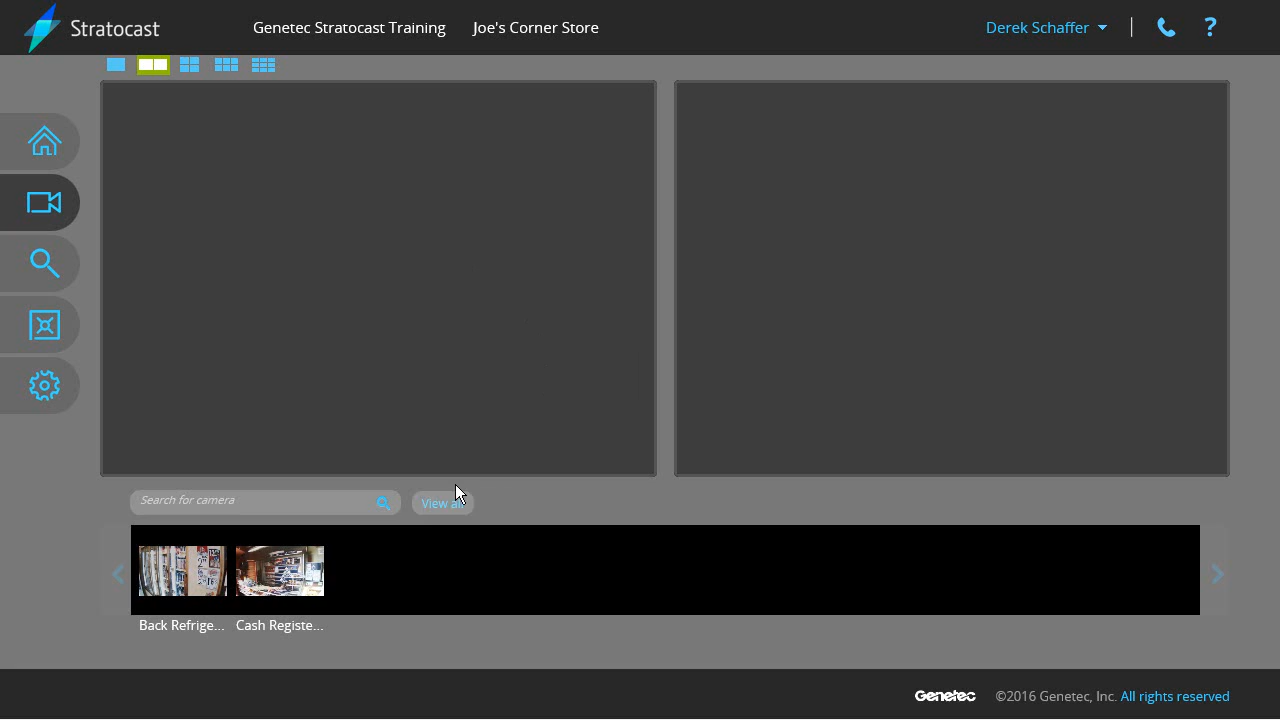 Stratocast
Genetec Stratocast Training Joe's Corner Store
Derek Schaffer
?
Search for camera
View all
Back Refrige... Cash Registe...
Genetec ©2016 Genetec, Inc. All rights reserved